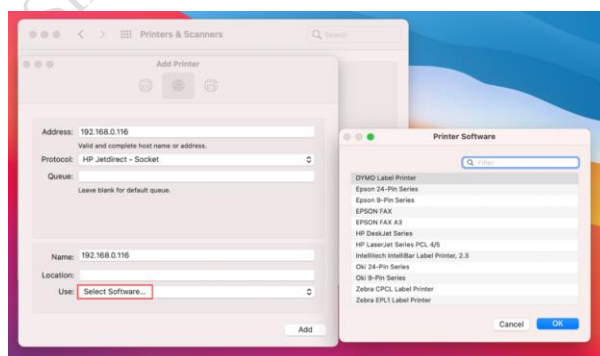 Printers & Scanners
Search
Add Printer
Address: 192.168.0.116
Valid and complete host name or address.
Protocol: HP Jetdirect - Socket
Queue:
Leave blank for default queue.
Name: 192.168.0.116
Location:
Use: Select Software...
Add
Printer Software
Filter
DYMO Label Printer
Epson 24-Pin Series
Epson 9-Pin Series
EPSON FAX
EPSON FAX A3
HP DeskJet Series
HP LaserJet Series PCL 4/5
Intellitech IntelliBar Label Printer, 2.3
Oki 24-Pin Series
Oki 9-Pin Series
Zebra CPCL Label Printer
Zebra EPL1 Label Printer
Cancel
OK